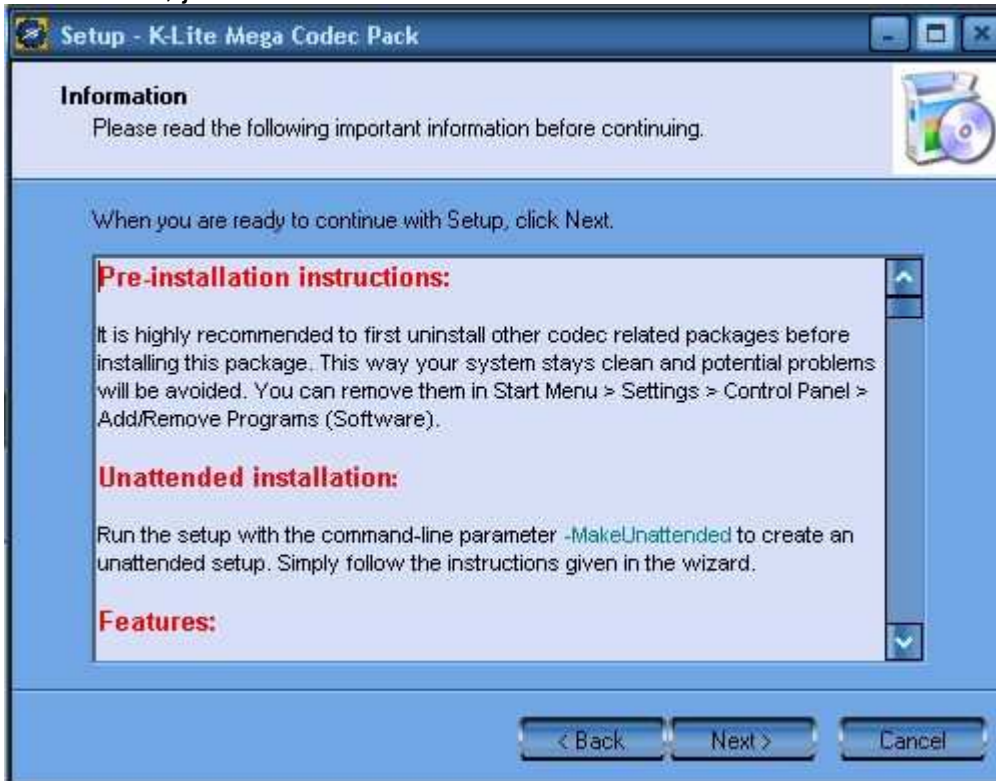 Setup - K-Lite Mega Codec Pack
Information
Please read the following important information before continuing.
When you are ready to continue with Setup, click Next.
Pre-installation instructions:
It is highly recommended to first uninstall other codec related packages before
installing this package. This way your system stays clean and potential problems
will be avoided. You can remove them in Start Menu > Settings > Control Panel >
Add/Remove Programs (Software).
Unattended installation:
Run the setup with the command-line parameter -MakeUnattended to create an
unattended setup. Simply follow the instructions given in the wizard.
Features:
< Back Next > Cancel